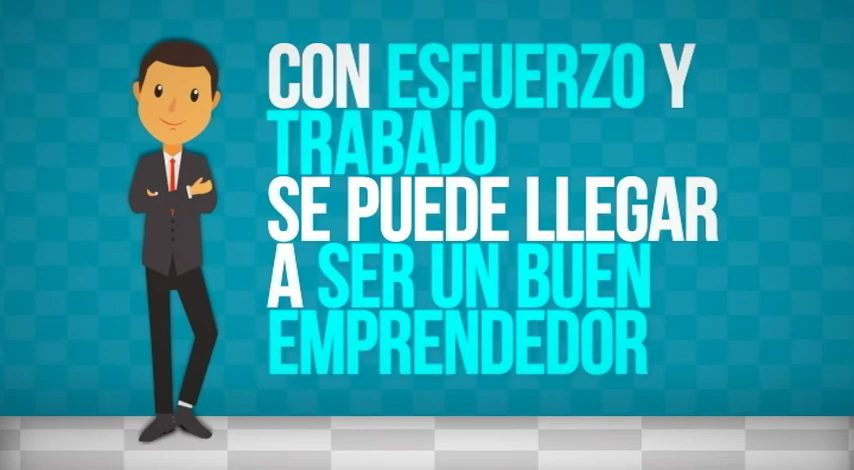 CON ESFUERZO Y
TRABAJO
SE PUEDE LLEGAR
A SER UN BUEN
EMPRENDEDOR